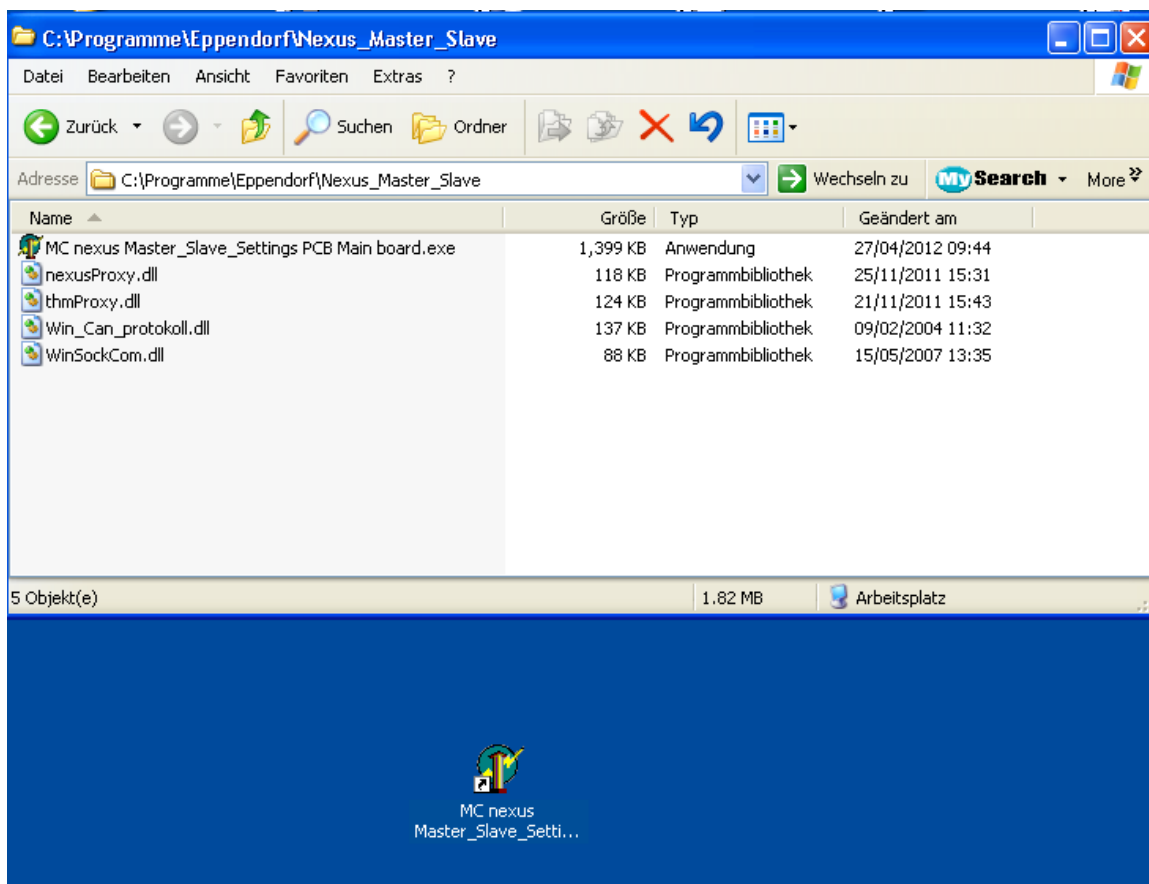 C:\Programme\Eppendorf\Nexus_Master_Slave
Datei Bearbeiten Ansicht Favoriten Extras ?
Zurück Suchen Ordner
Adresse C:\Programme\Eppendorf\Nexus_Master_Slave Wechseln zu My Search More
Name Größe Typ Geändert am
MC nexus Master_Slave_Settings PCB Main board.exe 1,399 KB Anwendung 27/04/2012 09:44
nexusProxy.dll 118 KB Programmbibliothek 25/11/2011 15:31
thmProxy.dll 124 KB Programmbibliothek 21/11/2011 15:43
Win_Can_protokoll.dll 137 KB Programmbibliothek 09/02/2004 11:32
WinSockCom.dll 88 KB Programmbibliothek 15/05/2007 13:35
5 Objekt(e) 1.82 MB Arbeitsplatz
MC nexus
Master_Slave_Setti...